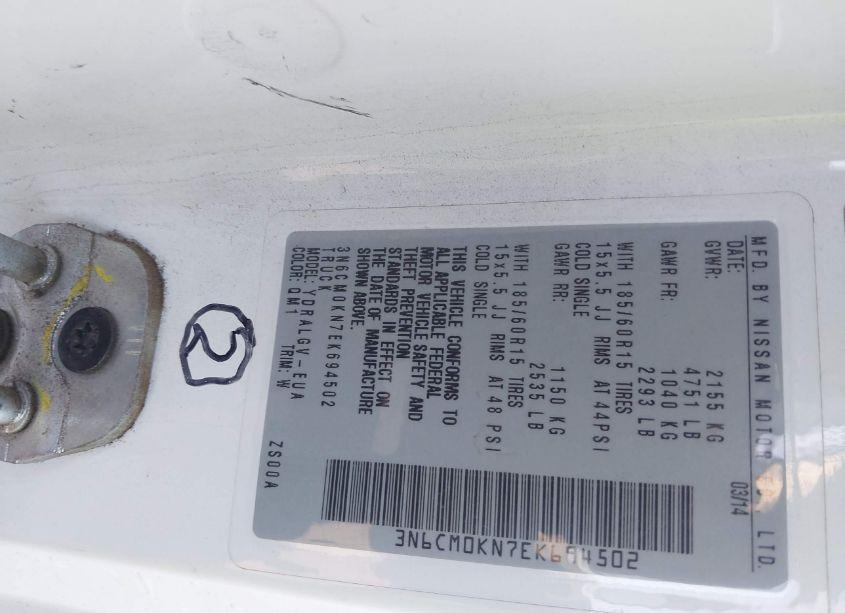 MFD. BY NISSAN MOTOR CO., LTD.
DATE: 03/14
GVWR: 2155 KG
4751 LB
GAWR FR: 1040 KG
2293 LB
WITH 185/60R15 TIRES
15x5.5 JJ RIMS AT 44PSI
COLD SINGLE
GAWR RR: 1150 KG
2535 LB
WITH 185/60R15 TIRES
15x5.5 JJ RIMS AT 48 PSI
COLD SINGLE
THIS VEHICLE CONFORMS TO
ALL APPLICABLE FEDERAL
MOTOR VEHICLE SAFETY AND
THEFT PREVENTION
STANDARDS IN EFFECT ON
THE DATE OF MANUFACTURE
SHOWN ABOVE.
3N6CM0KN7EK694502
TRUCK
MODEL: YDRALGV-EUA
COLOR: QM1 TRIM: W
ZS00A
3N6CM0KN7EK694502
2